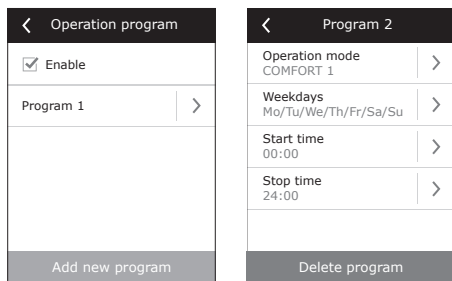 Operation program
Enable
Program 1
Add new program
Program 2
Operation mode
COMFORT 1
Weekdays
Mo/Tu/We/Th/Fr/Sa/Su
Start time
00:00
Stop time
24:00
Delete program